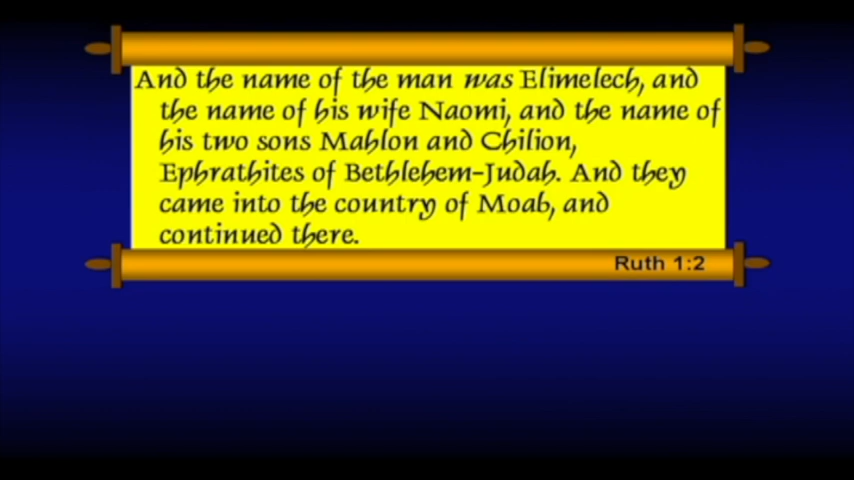 And the name of the man was Elimelech, and
the name of his wife Naomi, and the name of
his two sons Mahlon and Chilion,
Ephrathites of Bethlehem-Judah. And they
came into the country of Moab, and
continued there.
Ruth 1:2